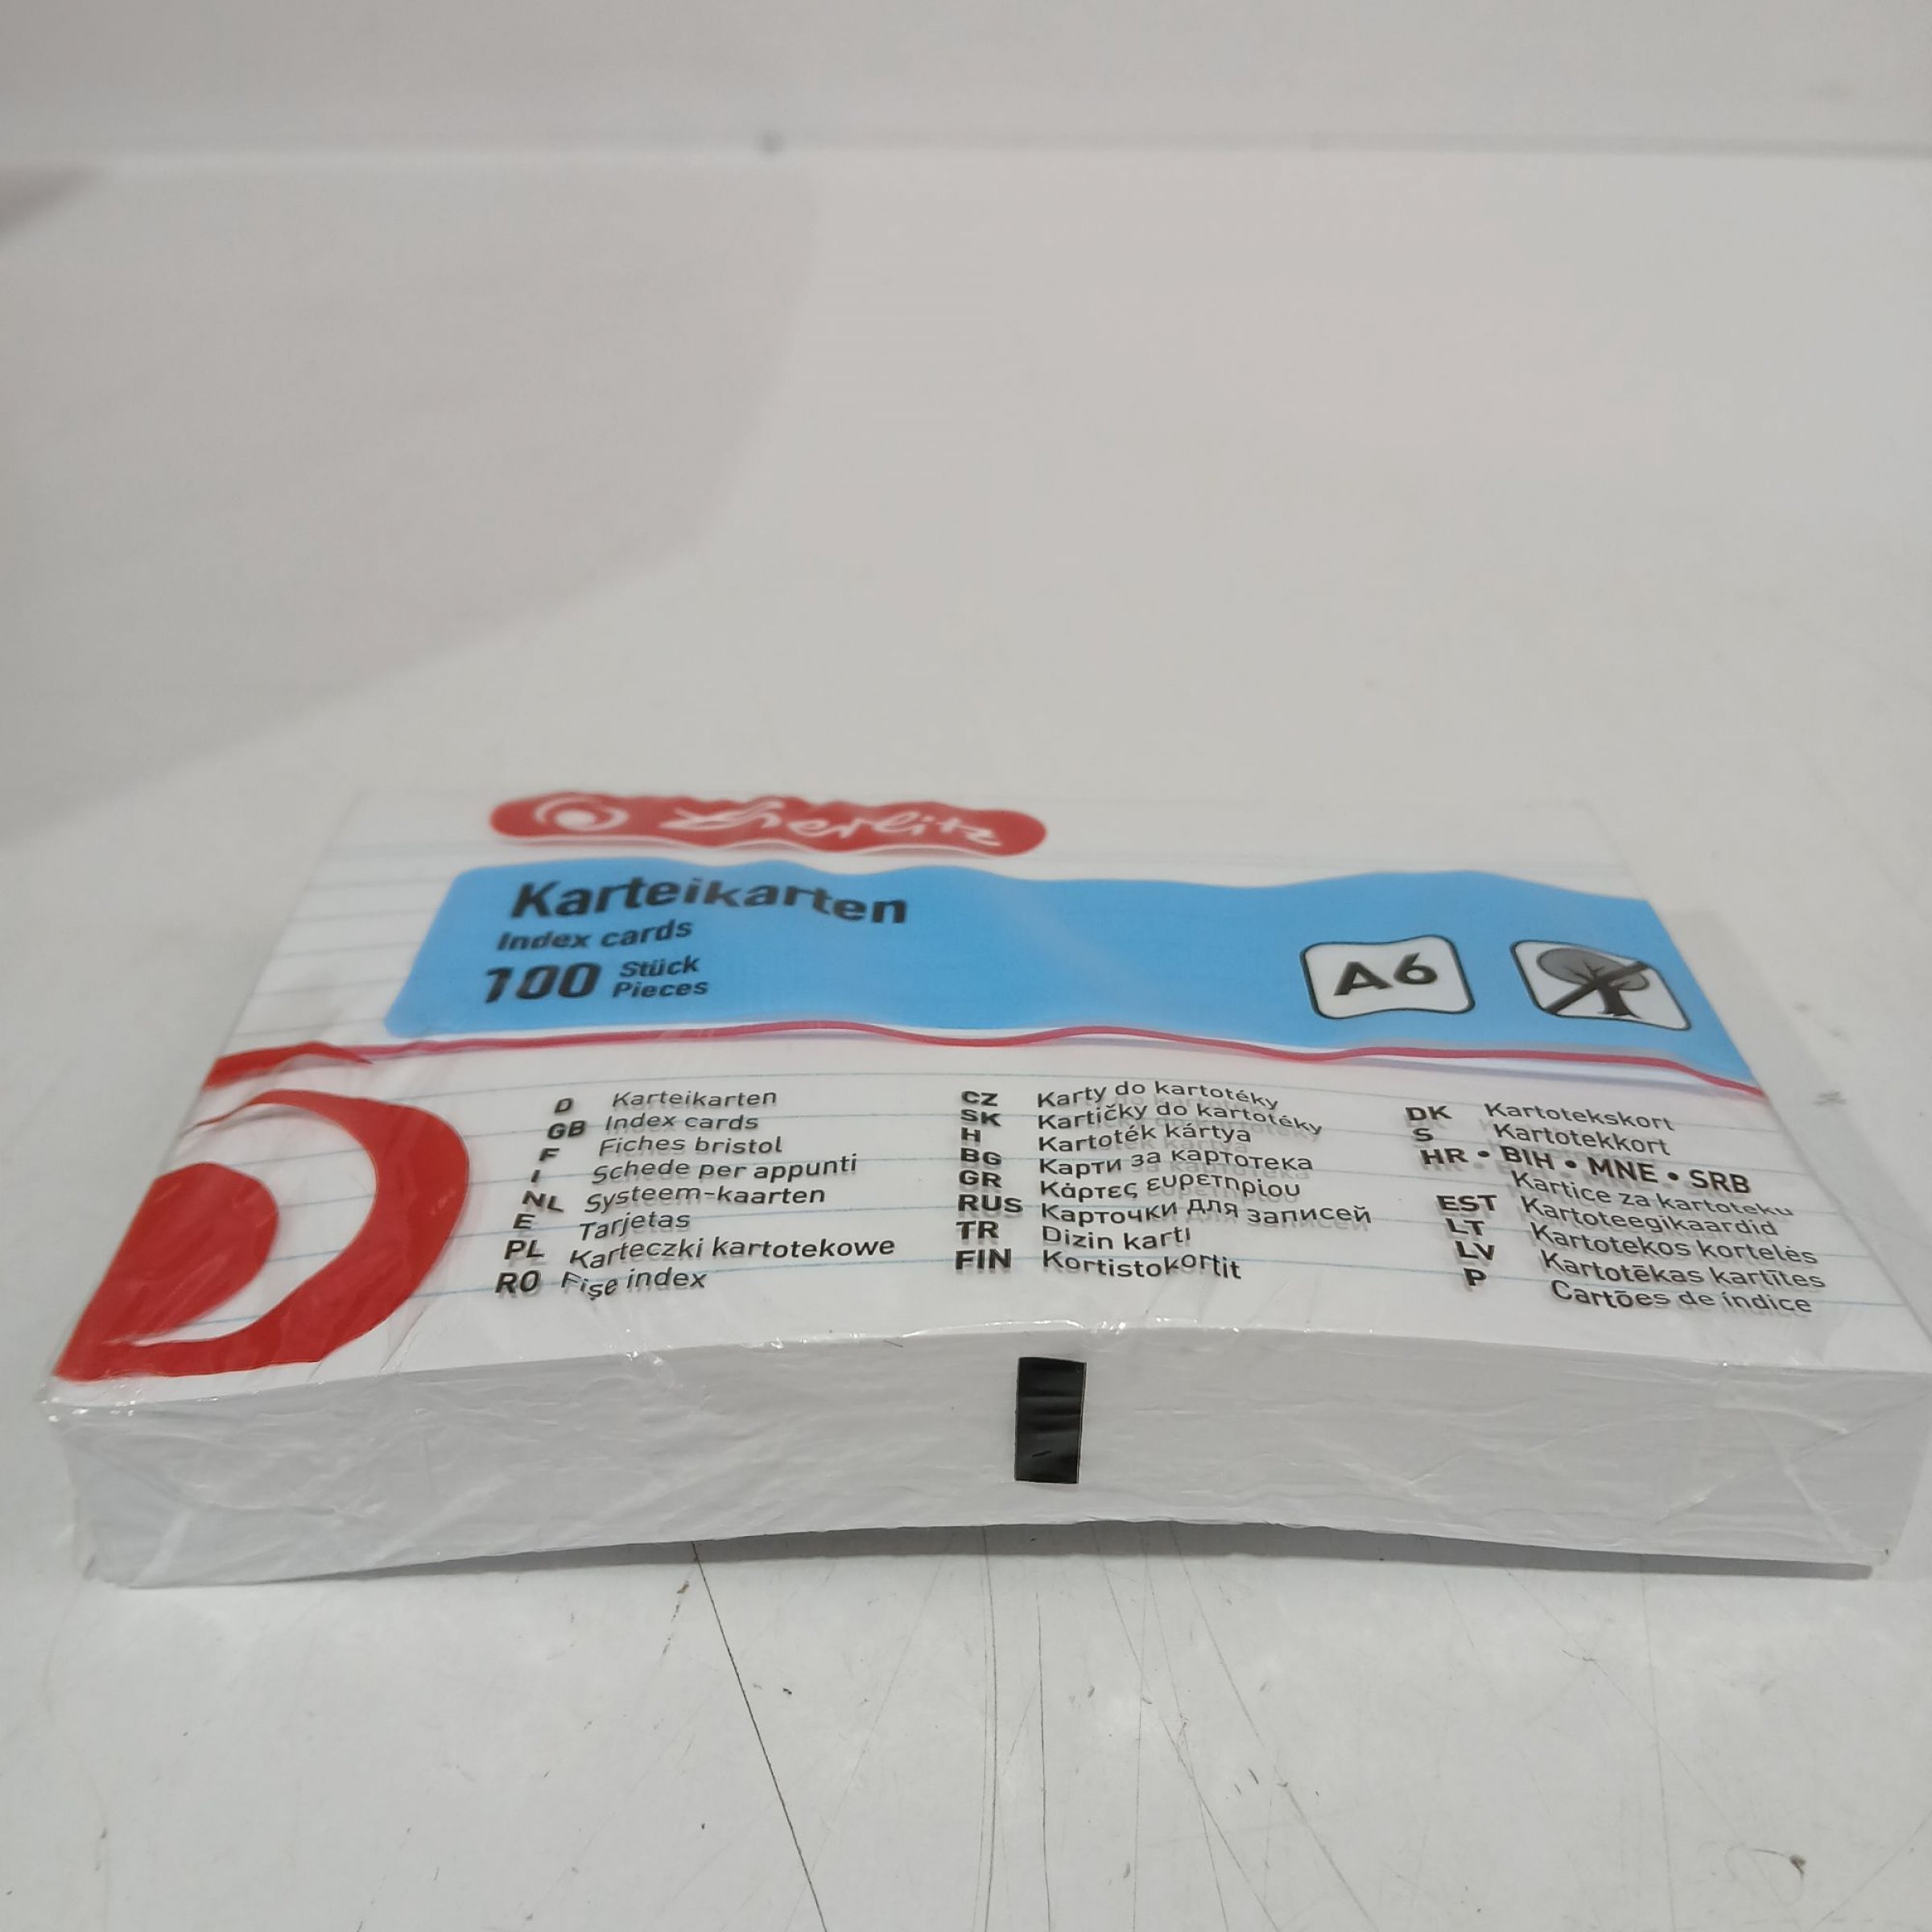 herlitz
Karteikarten
Index cards
100 Stück
Pieces
A6
D Karteikarten
GB Index cards
F Fiches bristol
I Schede per appunti
NL Systeem-kaarten
E Tarjetas
PL Karteczki kartotekowe
RO Fişe index
CZ Karty do kartotéky
SK Kartičky do kartotéky
H Kartoték kártya
BG Карти за картотека
GR Κάρτες ευρετηρίου
RUS Карточки для записей
TR Dizin kartı
FIN Kortistokortit
DK Kartotekskort
S Kartotekkort
HR • BIH • MNE • SRB
Kartice za kartoteku
EST Kartoteegikaardid
LT Kartotekos kortelės
LV Kartotēkas kartītes
P Cartões de índice